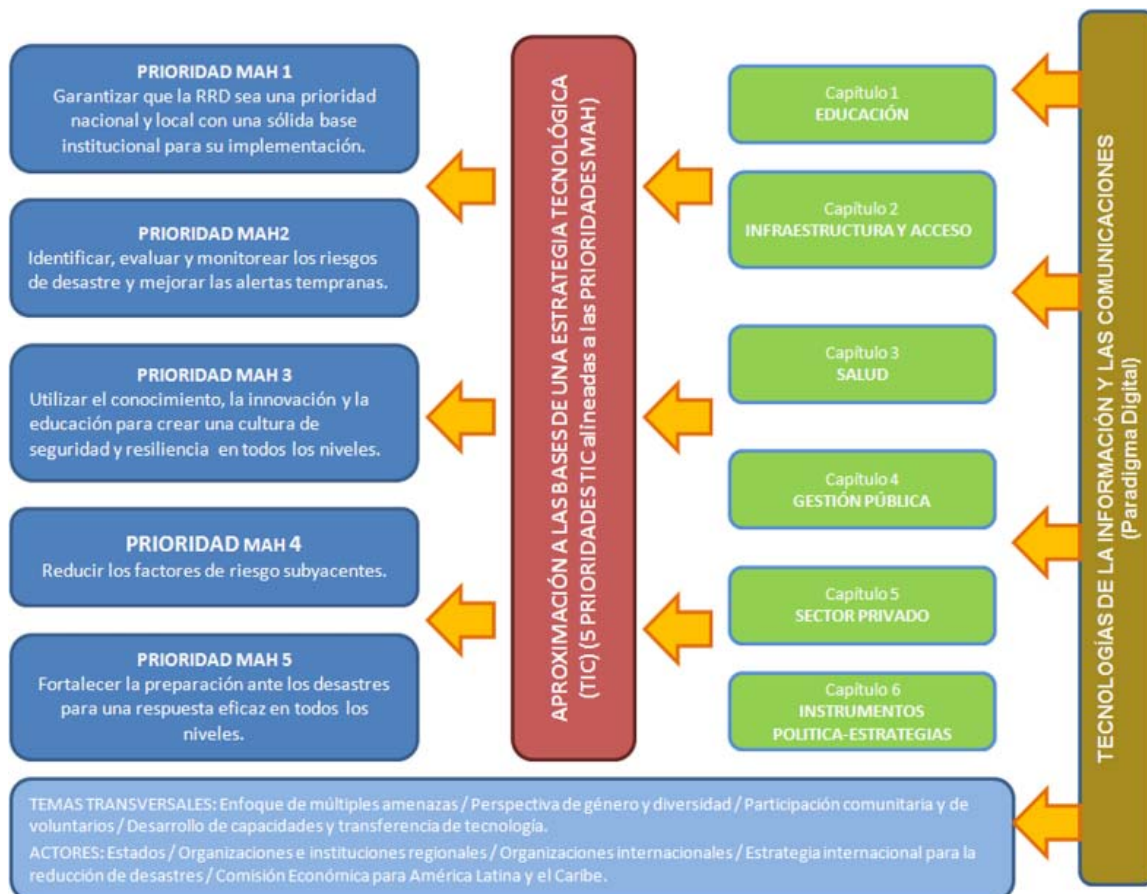 PRIORIDAD MAH 1
Garantizar que la RRD sea una prioridad
nacional y local con una sólida base
institucional para su implementación.
PRIORIDAD MAH2
Identificar, evaluar y monitorear los riesgos
de desastre y mejorar las alertas tempranas.
PRIORIDAD MAH 3
Utilizar el conocimiento, la innovación y la
educación para crear una cultura de
seguridad y resiliencia en todos los niveles.
PRIORIDAD MAH 4
Reducir los factores de riesgo subyacentes.
PRIORIDAD MAH 5
Fortalecer la preparación ante los desastres
para una respuesta eficaz en todos los
niveles.
APROXIMACIÓN A LAS BASES DE UNA ESTRATEGIA TECNOLÓGICA
(TIC) (5 PRIORIDADES TIC alineadas a las PRIORIDADES MAH)
Capítulo 1
EDUCACIÓN
Capítulo 2
INFRAESTRUCTURA Y ACCESO
Capítulo 3
SALUD
Capítulo 4
GESTIÓN PÚBLICA
Capítulo 5
SECTOR PRIVADO
Capítulo 6
INSTRUMENTOS
POLITICA-ESTRATEGIAS
TECNOLOGÍAS DE LA INFORMACIÓN Y LAS COMUNICACIONES
(Paradigma Digital)
TEMAS TRANSVERSALES: Enfoque de múltiples amenazas / Perspectiva de género y diversidad / Participación comunitaria y de
voluntarios / Desarrollo de capacidades y transferencia de tecnología.
ACTORES: Estados / Organizaciones e instituciones regionales / Organizaciones internacionales / Estrategia internacional para la
reducción de desastres / Comisión Económica para América Latina y el Caribe.